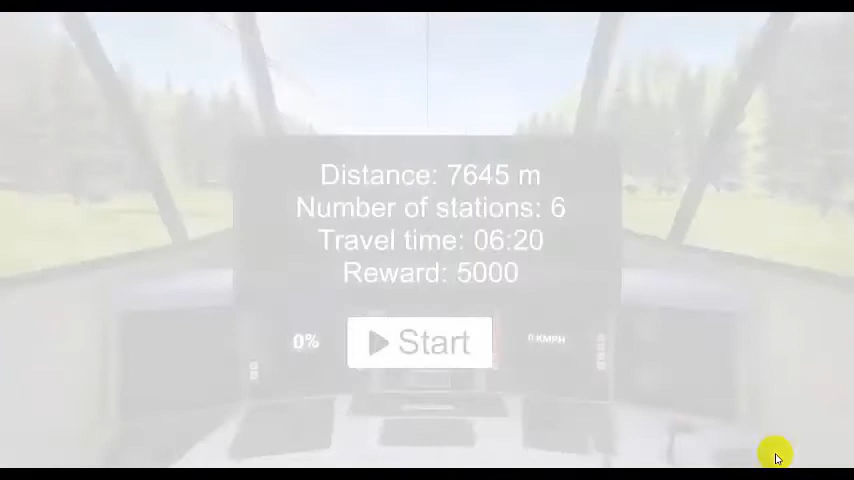 Distance: 7645 m
Number of stations: 6
Travel time: 06:20
Reward: 5000
0%
Start
0 KMPH